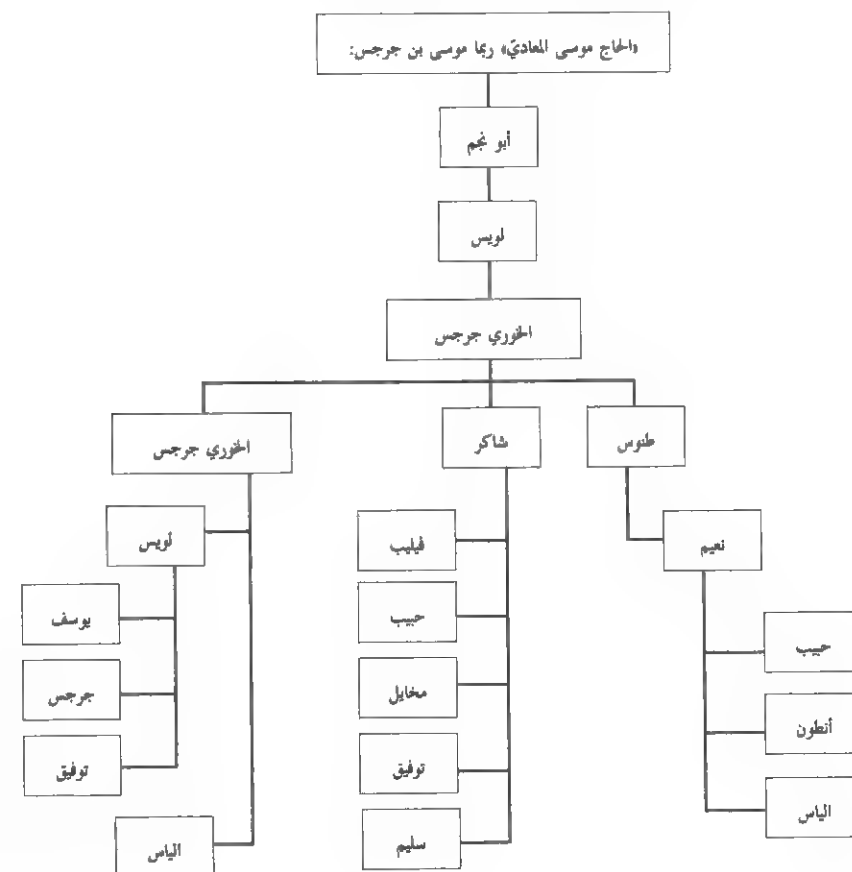 «الحاج موسى المعاديّ» ربما موسى بن جرجس:
أبو نجم
لويس
الخوري جرجس
طنوس
شاكر
الخوري جرجس
نعيم
فيليب
لويس
حبيب
حبيب
يوسف
أنطون
مخايل
جرجس
الياس
توفيق
توفيق
سليم
الياس